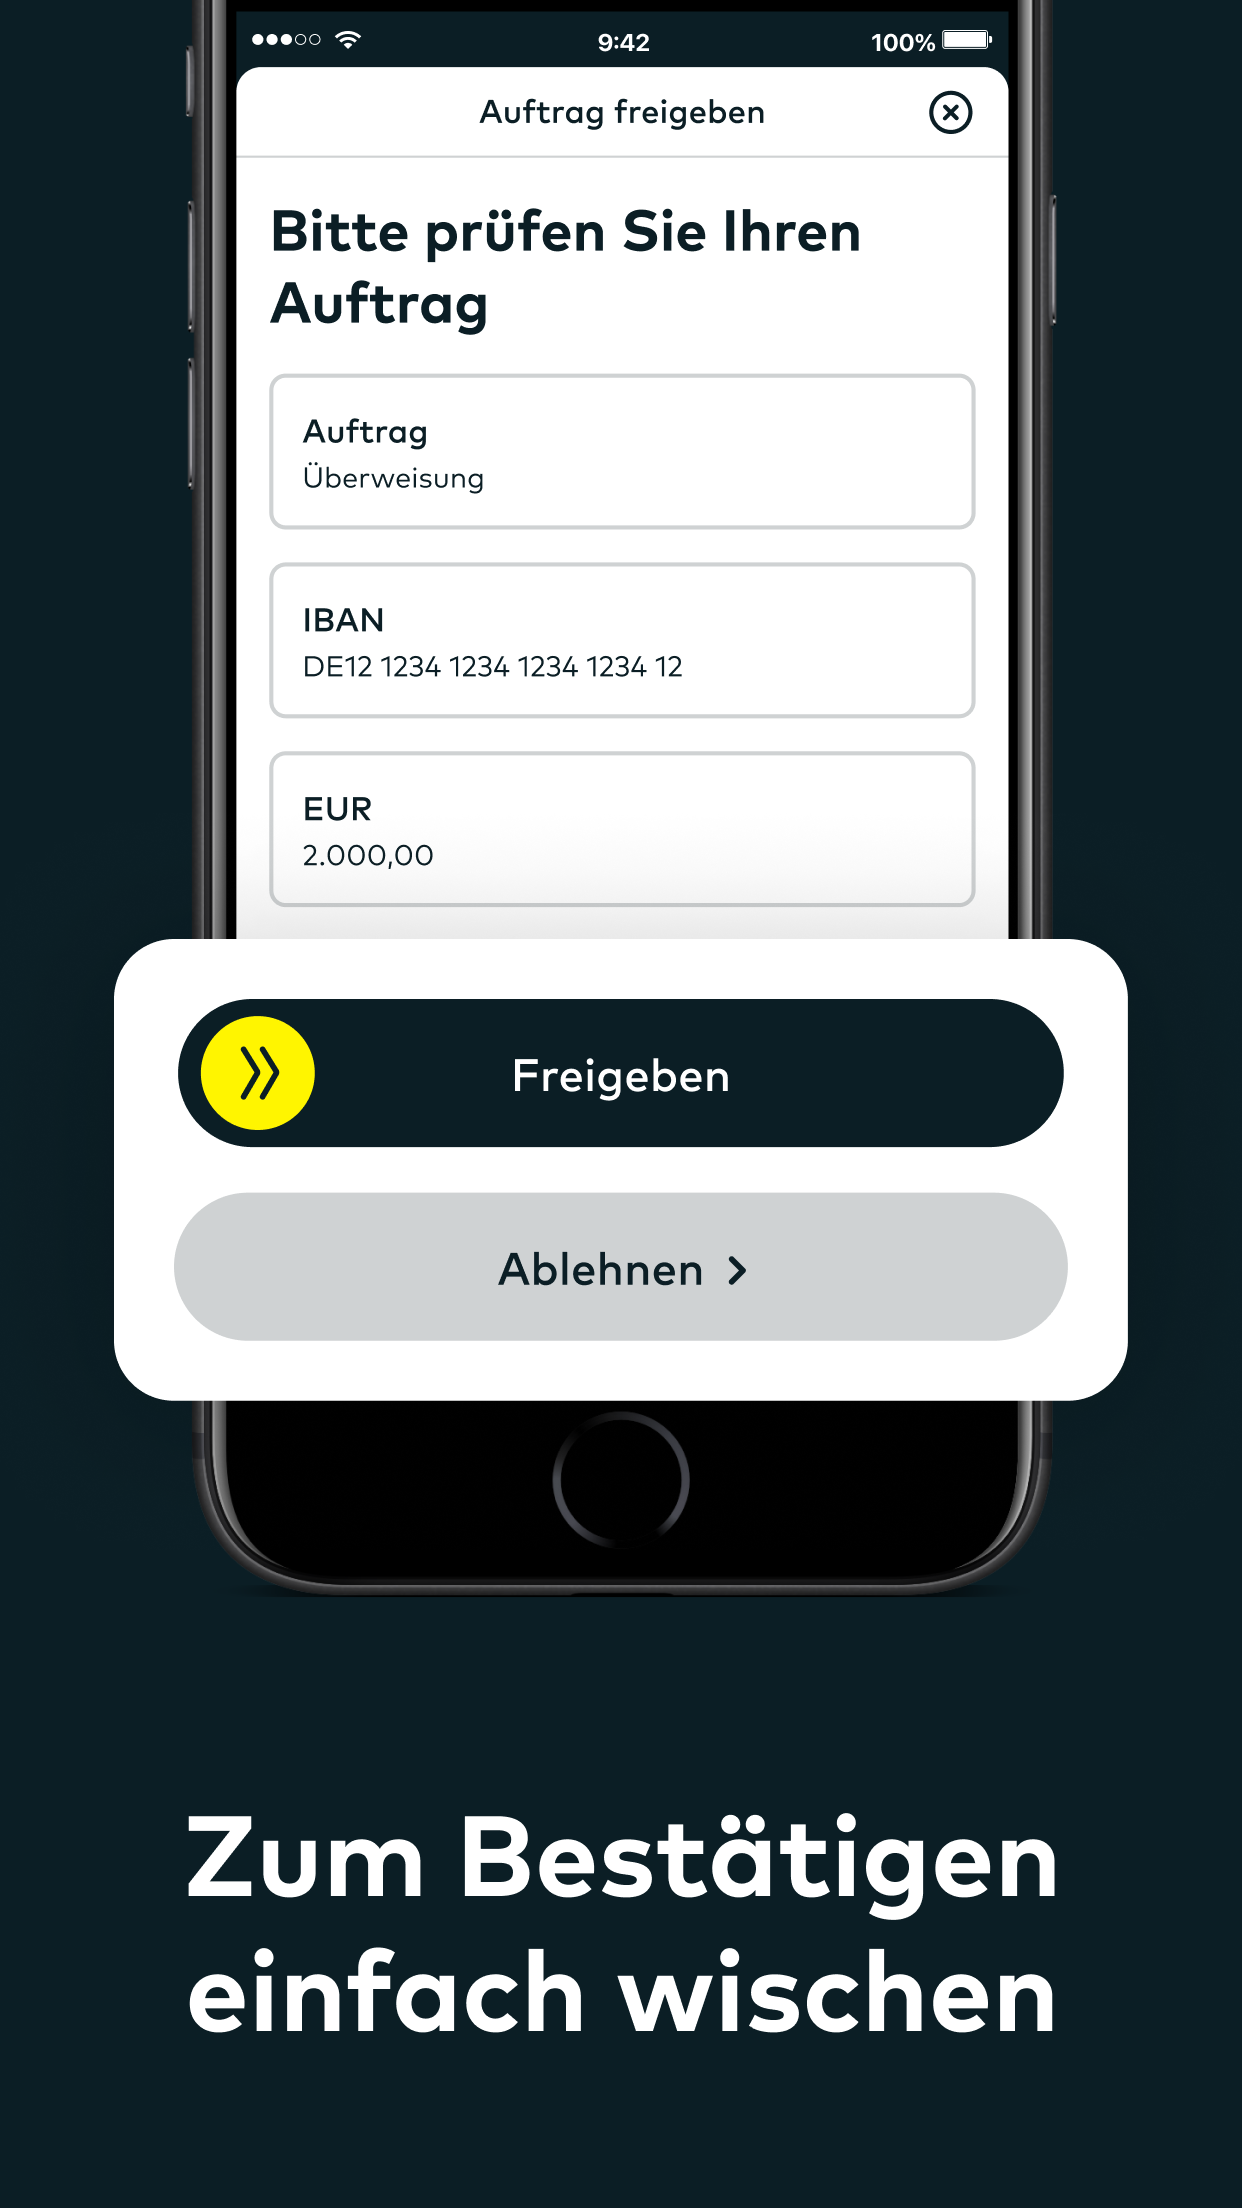 9:42
100%
Auftrag freigeben
Bitte prüfen Sie Ihren
Auftrag
Auftrag
Überweisung
IBAN
DE12 1234 1234 1234 1234 12
EUR
2.000,00
Freigeben
Ablehnen
Zum Bestätigen
einfach wischen